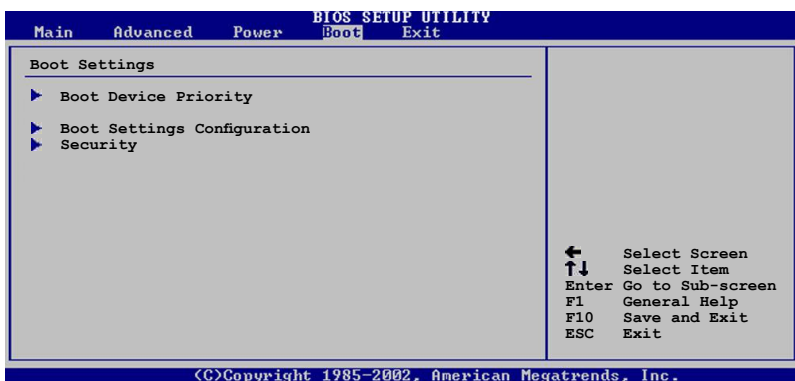 BIOS SETUP UTILITY
Main Advanced Power Boot Exit
Boot Settings
Boot Device Priority
Boot Settings Configuration
Security
← Select Screen
↑↓ Select Item
Enter Go to Sub-screen
F1 General Help
F10 Save and Exit
ESC Exit
(C)Copyright 1985-2002, American Megatrends, Inc.